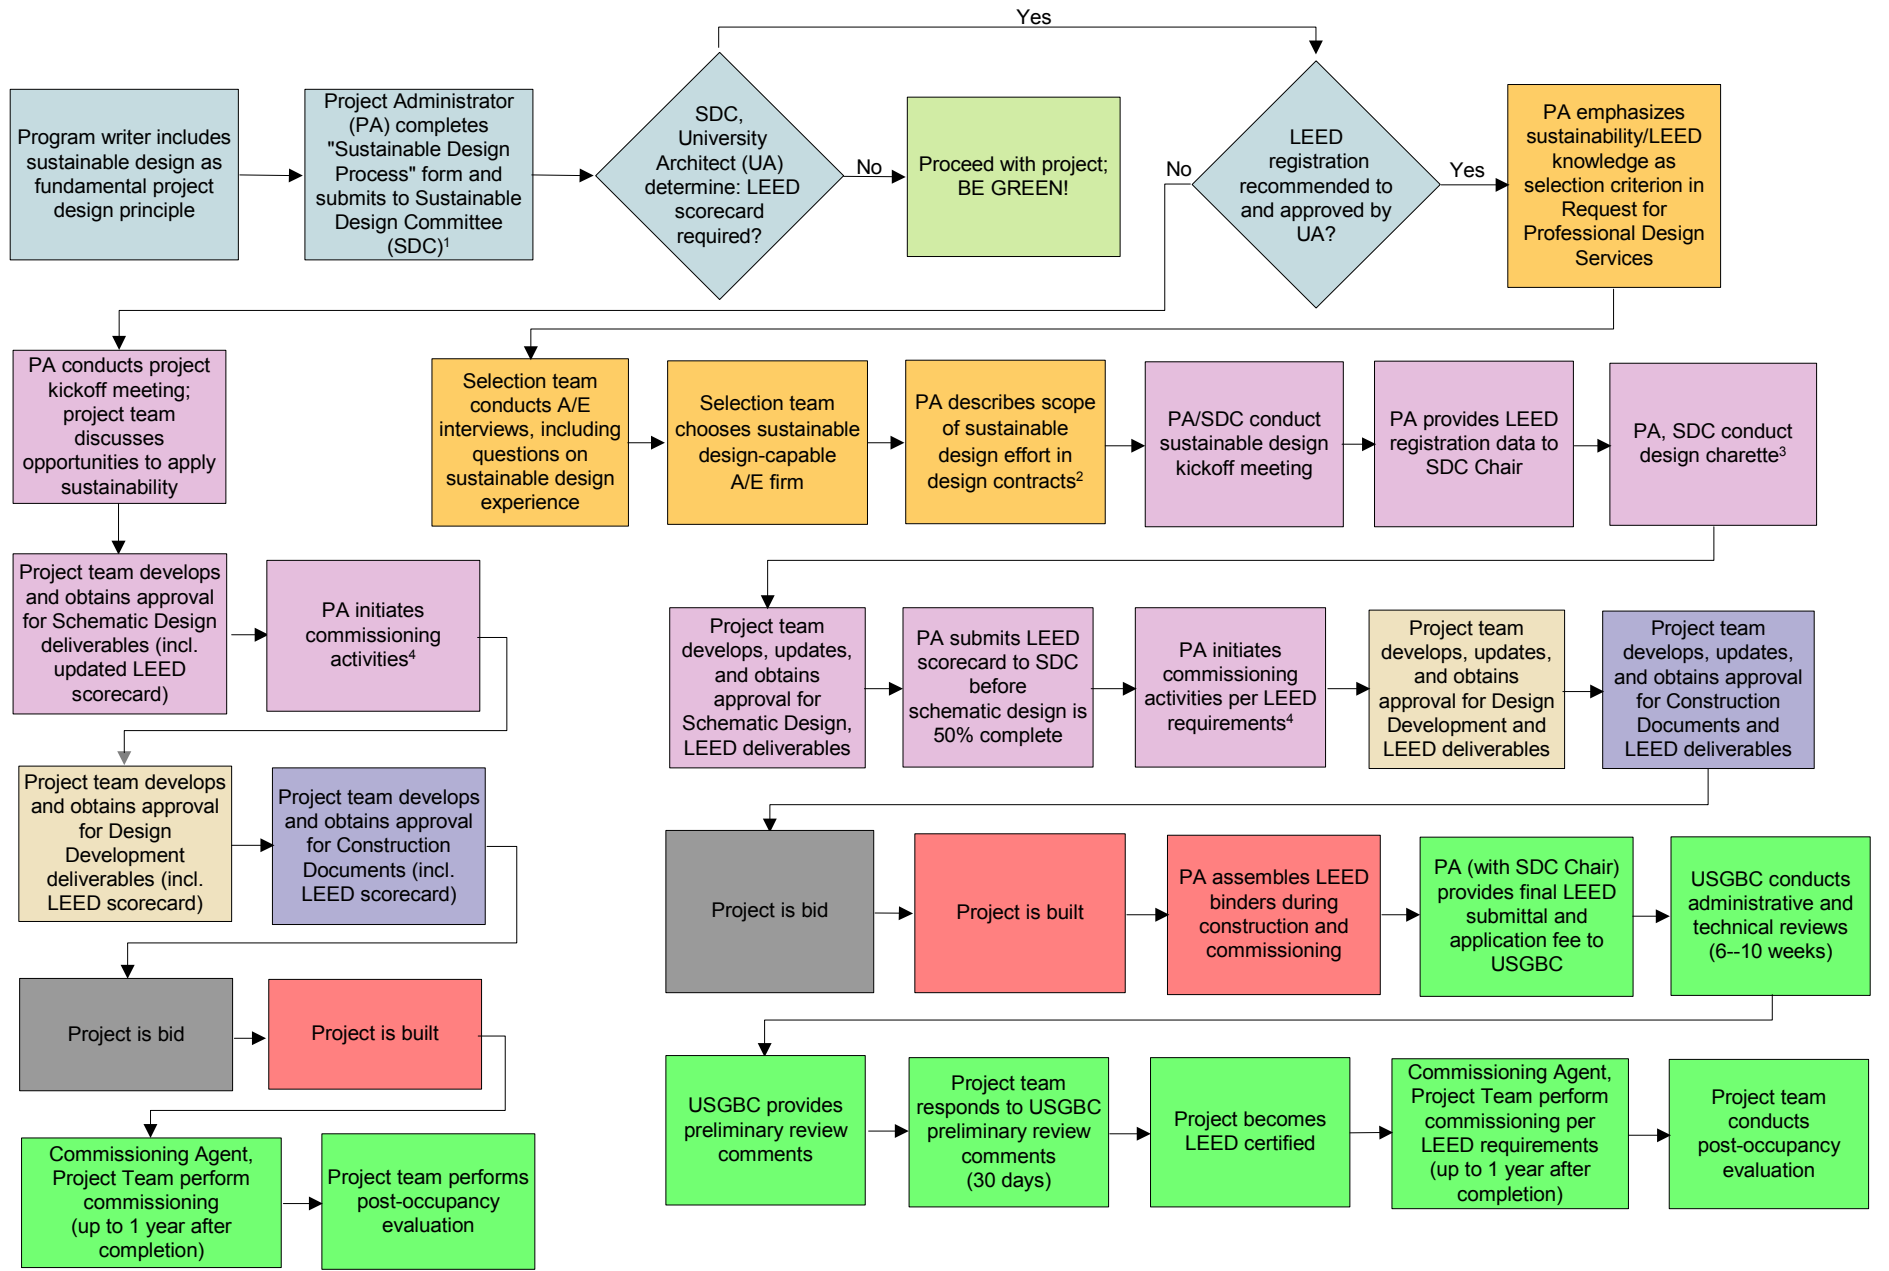 Yes
Program writer includes
sustainable design as
fundamental project
design principle
Project Administrator
(PA) completes
"Sustainable Design
Process" form and
submits to Sustainable
Design Committee
(SDC)¹
SDC,
University
Architect (UA)
determine: LEED
scorecard
required?
No
Proceed with project;
BE GREEN!
No
LEED
registration
recommended to
and approved by
UA?
Yes
PA emphasizes
sustainability/LEED
knowledge as
selection criterion in
Request for
Professional Design
Services
PA conducts project
kickoff meeting;
project team
discusses
opportunities to apply
sustainability
Selection team
conducts A/E
interviews, including
questions on
sustainable design
experience
Selection team
chooses sustainable
design-capable
A/E firm
PA describes scope
of sustainable
design effort in
design contracts²
PA/SDC conduct
sustainable design
kickoff meeting
PA provides LEED
registration data to
SDC Chair
PA, SDC conduct
design charette³
Project team develops
and obtains approval
for Schematic Design
deliverables (incl.
updated LEED
scorecard)
PA initiates
commissioning
activities⁴
Project team
develops, updates,
and obtains
approval for
Schematic Design,
LEED deliverables
PA submits LEED
scorecard to SDC
before
schematic design is
50% complete
PA initiates
commissioning
activities per LEED
requirements⁴
Project team
develops, updates,
and obtains
approval for Design
Development and
LEED deliverables
Project team
develops, updates,
and obtains approval
for Construction
Documents and
LEED deliverables
Project team develops
and obtains approval
for Design
Development
deliverables (incl.
LEED scorecard)
Project team develops
and obtains approval
for Construction
Documents (incl.
LEED scorecard)
Project is bid
Project is built
PA assembles LEED
binders during
construction and
commissioning
PA (with SDC Chair)
provides final LEED
submittal and
application fee to
USGBC
USGBC conducts
administrative and
technical reviews
(6--10 weeks)
Project is bid
Project is built
USGBC provides
preliminary review
comments
Project team
responds to USGBC
preliminary review
comments
(30 days)
Project becomes
LEED certified
Commissioning Agent,
Project Team perform
commissioning per
LEED requirements
(up to 1 year after
completion)
Project team
conducts
post-occupancy
evaluation
Commissioning Agent,
Project Team perform
commissioning
(up to 1 year after
completion)
Project team performs
post-occupancy
evaluation